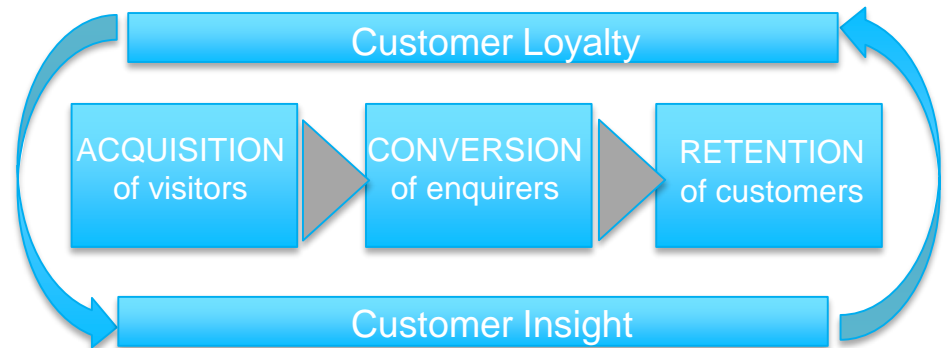 Customer Loyalty
ACQUISITION
of visitors
CONVERSION
of enquirers
RETENTION
of customers
Customer Insight